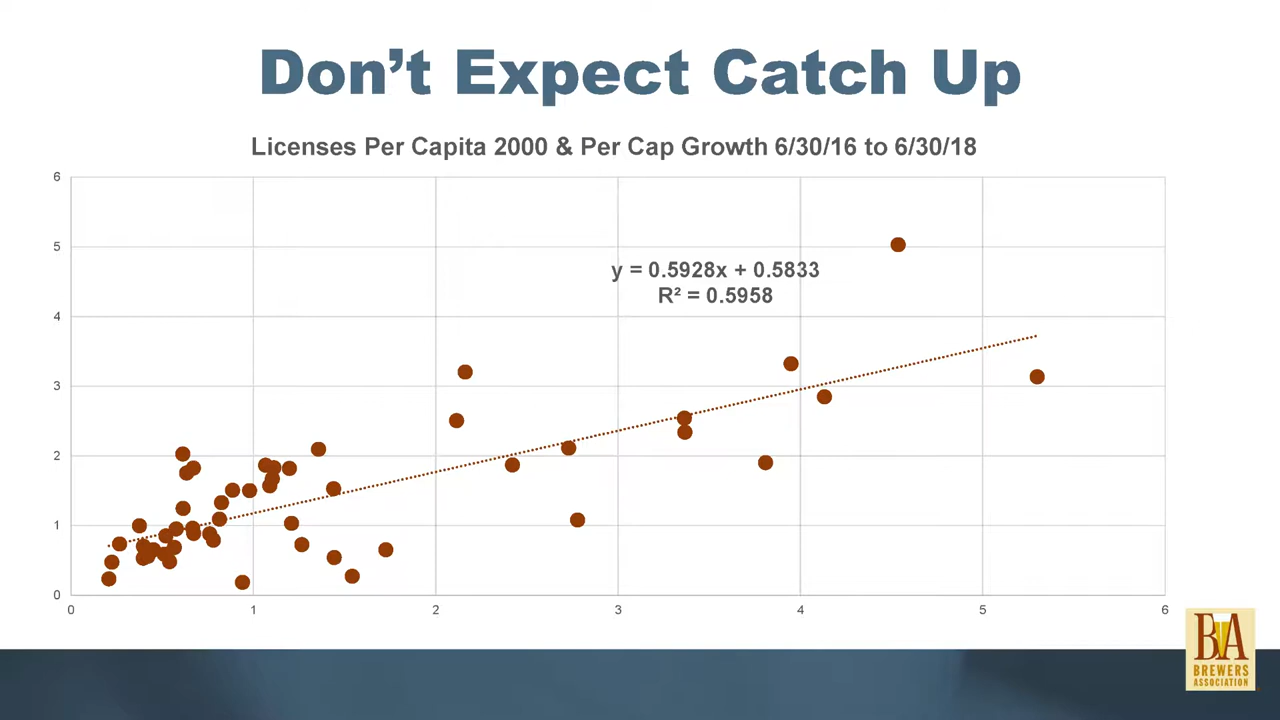 Don't Expect Catch Up
Licenses Per Capita 2000 & Per Cap Growth 6/30/16 to 6/30/18
6
5
4
3
2
1
0
y = 0.5928x + 0.5833
R² = 0.5958
0 1 2 3 4 5 6
BA
BREWERS
ASSOCIATION